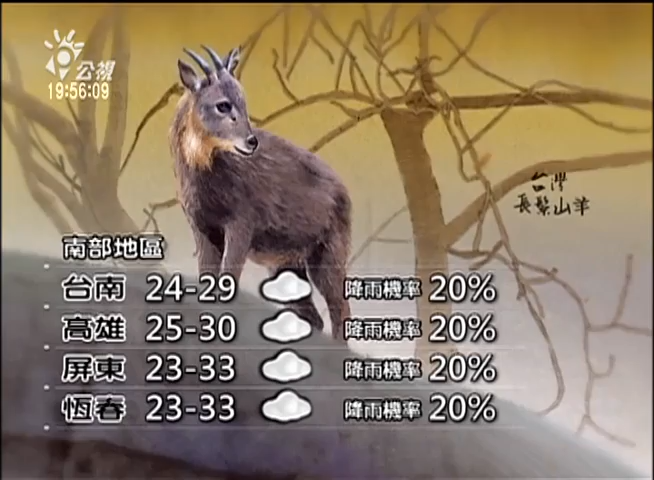 公視
19:56:09
台灣
長鬃山羊
南部地區
台南 24-29 降雨機率 20%
高雄 25-30 降雨機率 20%
屏東 23-33 降雨機率 20%
恆春 23-33 降雨機率 20%